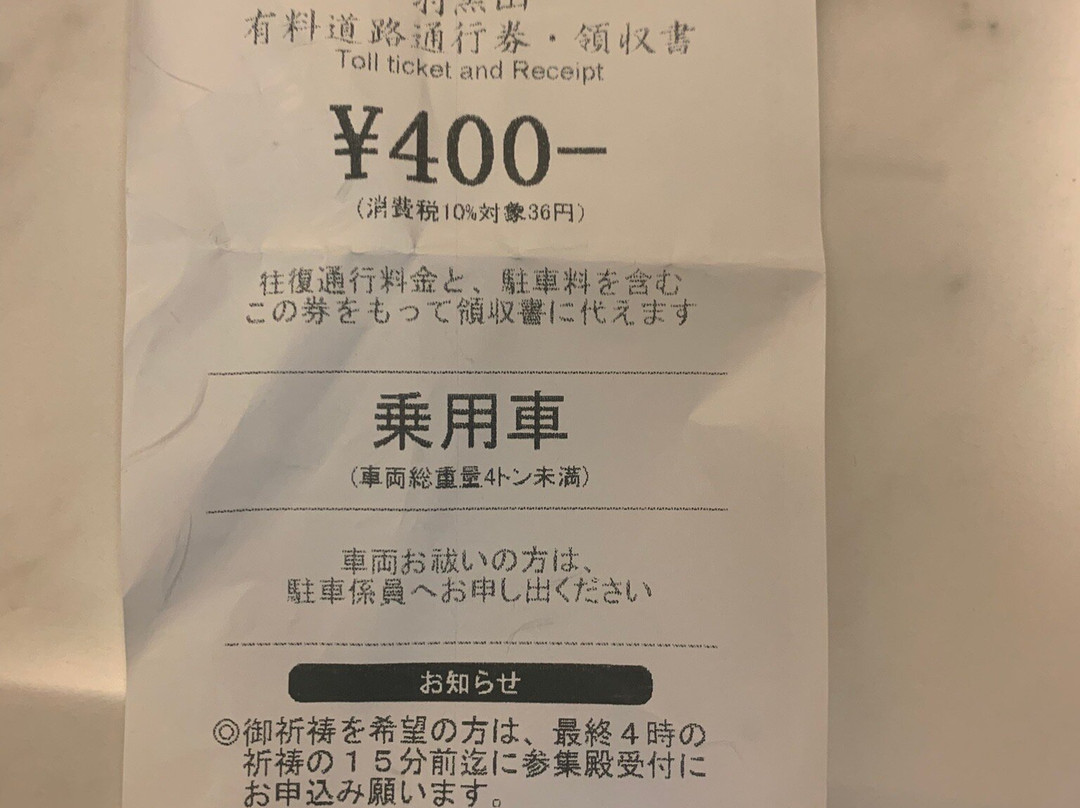 羽黒山
有料道路通行券・領収書
Toll ticket and Receipt
¥400−
(消費税10%対象36円)
往復通行料金と、駐車料を含む
この券をもって領収書に代えます
乗用車
(車両総重量4トン未満)
車両お祓いの方は、
駐車係員へお申し出ください
お知らせ
◎御祈祷を希望の方は、最終4時の
祈祷の15分前迄に参集殿受付に
お申込み願います。